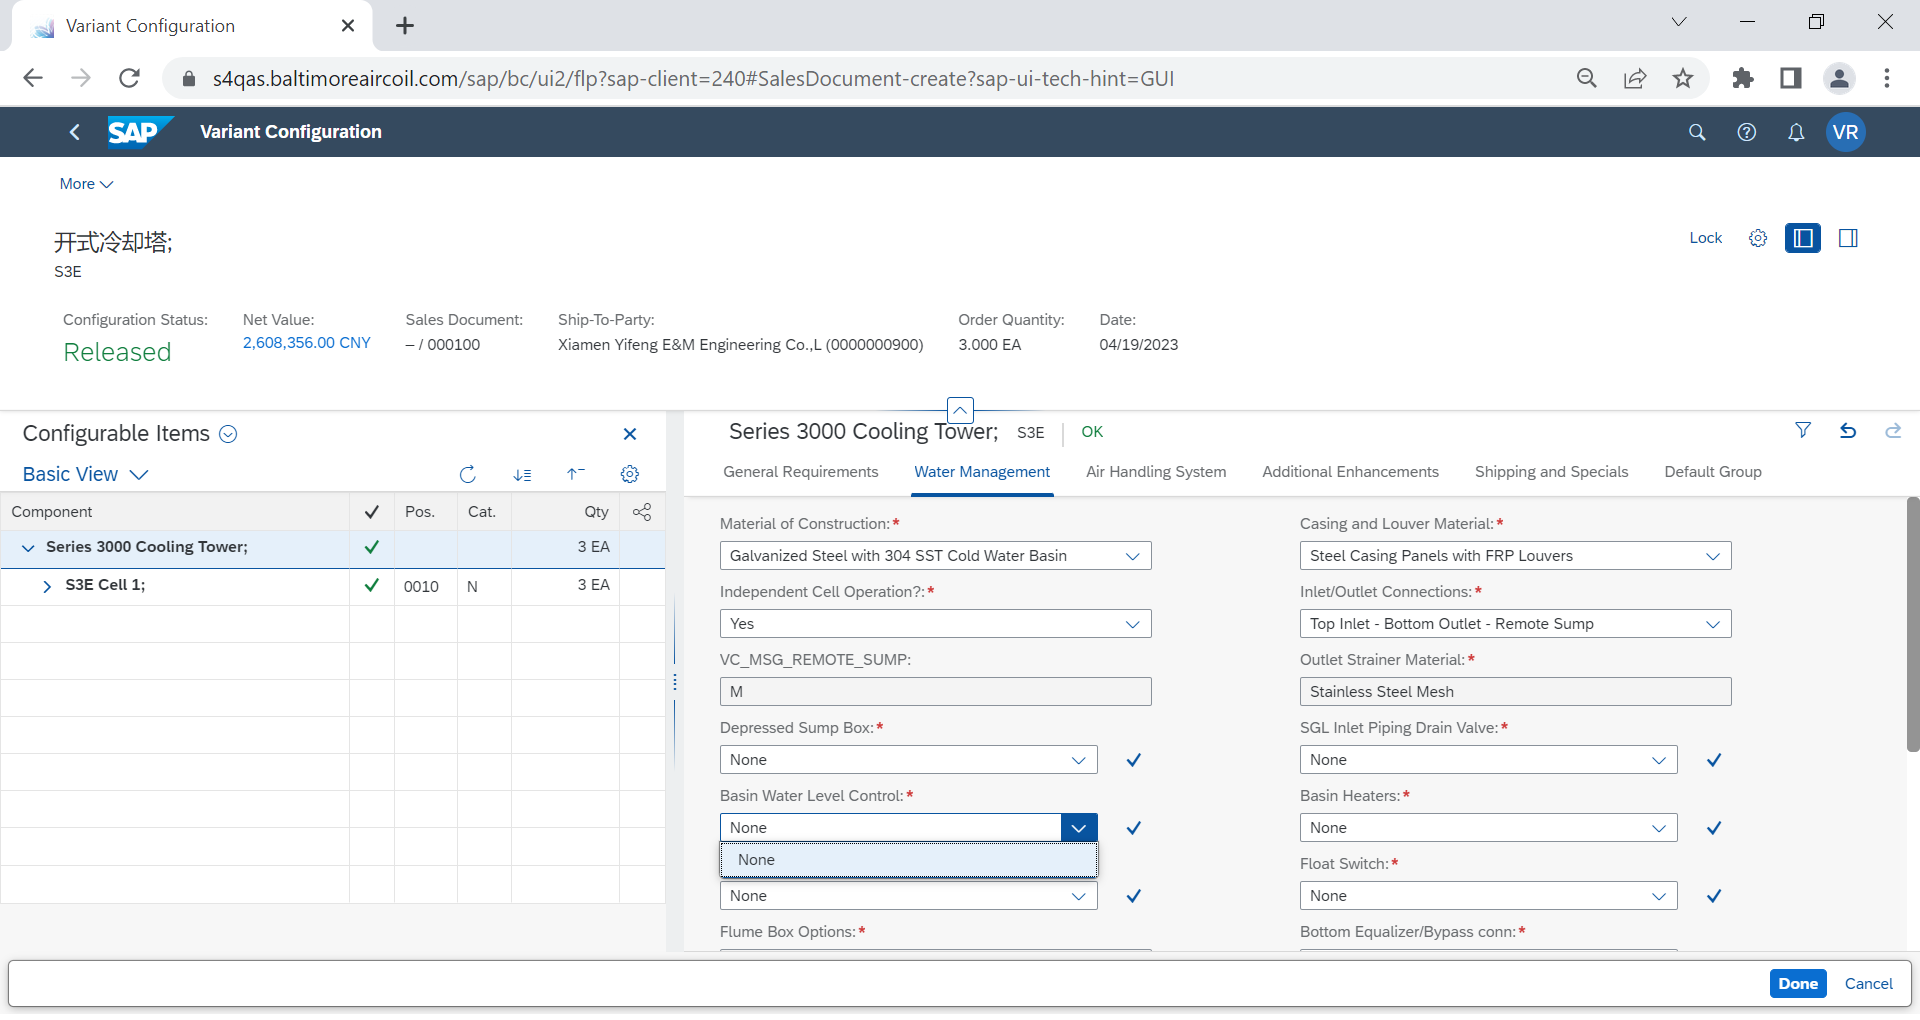 Variant Configuration
s4qas.baltimoreaircoil.com/sap/bc/ui2/flp?sap-client=240#SalesDocument-create?sap-ui-tech-hint=GUI
SAP
Variant Configuration
VR
More
开式冷却塔;
S3E
Lock
Configuration Status:
Released
Net Value:
2,608,356.00 CNY
Sales Document:
– / 000100
Ship-To-Party:
Xiamen Yifeng E&M Engineering Co.,L (0000000900)
Order Quantity:
3.000 EA
Date:
04/19/2023
Configurable Items
Basic View
Component Pos. Cat. Qty
Series 3000 Cooling Tower; 3 EA
S3E Cell 1; 0010 N 3 EA
Series 3000 Cooling Tower; S3E OK
General Requirements Water Management Air Handling System Additional Enhancements Shipping and Specials Default Group
Material of Construction:*
Galvanized Steel with 304 SST Cold Water Basin
Casing and Louver Material:*
Steel Casing Panels with FRP Louvers
Independent Cell Operation?:*
Yes
Inlet/Outlet Connections:*
Top Inlet - Bottom Outlet - Remote Sump
VC_MSG_REMOTE_SUMP:
M
Outlet Strainer Material:*
Stainless Steel Mesh
Depressed Sump Box:*
None
SGL Inlet Piping Drain Valve:*
None
Basin Water Level Control:*
None
None
Basin Heaters:*
None
None
Float Switch:*
None
Flume Box Options:*
Bottom Equalizer/Bypass conn:*
Done
Cancel